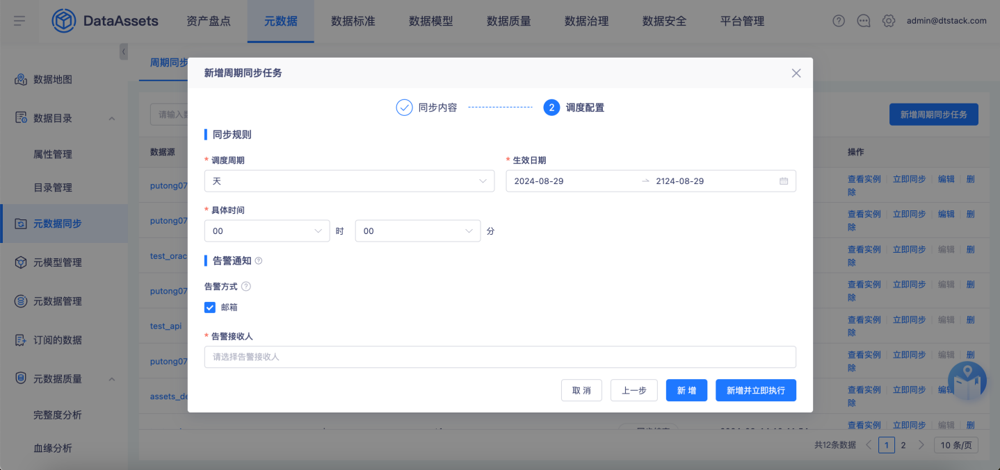 DataAssets
资产盘点
元数据
数据标准
数据模型
数据质量
数据治理
数据安全
平台管理
admin@dtstack.com
数据地图
数据目录
属性管理
目录管理
元数据同步
元模型管理
元数据管理
订阅的数据
元数据质量
完整度分析
血缘分析
周期同步
请输入
新增周期同步任务
数据源
操作
putong07
查看实例 立即同步 编辑 删
除
putong07
查看实例 立即同步 编辑 删
除
test_orac
查看实例 立即同步 编辑 删
除
putong07
查看实例 立即同步 编辑 删
除
test_api
查看实例 立即同步 编辑 删
除
putong07
查看实例 立即同步 编辑 删
除
assets_de
查看实例 立即同步 编辑 删
除
查看实例 立即同步 编辑 删
共12条数据 1 2 10 条/页
新增周期同步任务
同步内容
2 调度配置
同步规则
* 调度周期
天
* 生效日期
2024-08-29 → 2124-08-29
* 具体时间
00 时 00 分
告警通知
告警方式
邮箱
* 告警接收人
请选择告警接收人
取 消
上一步
新 增
新增并立即执行